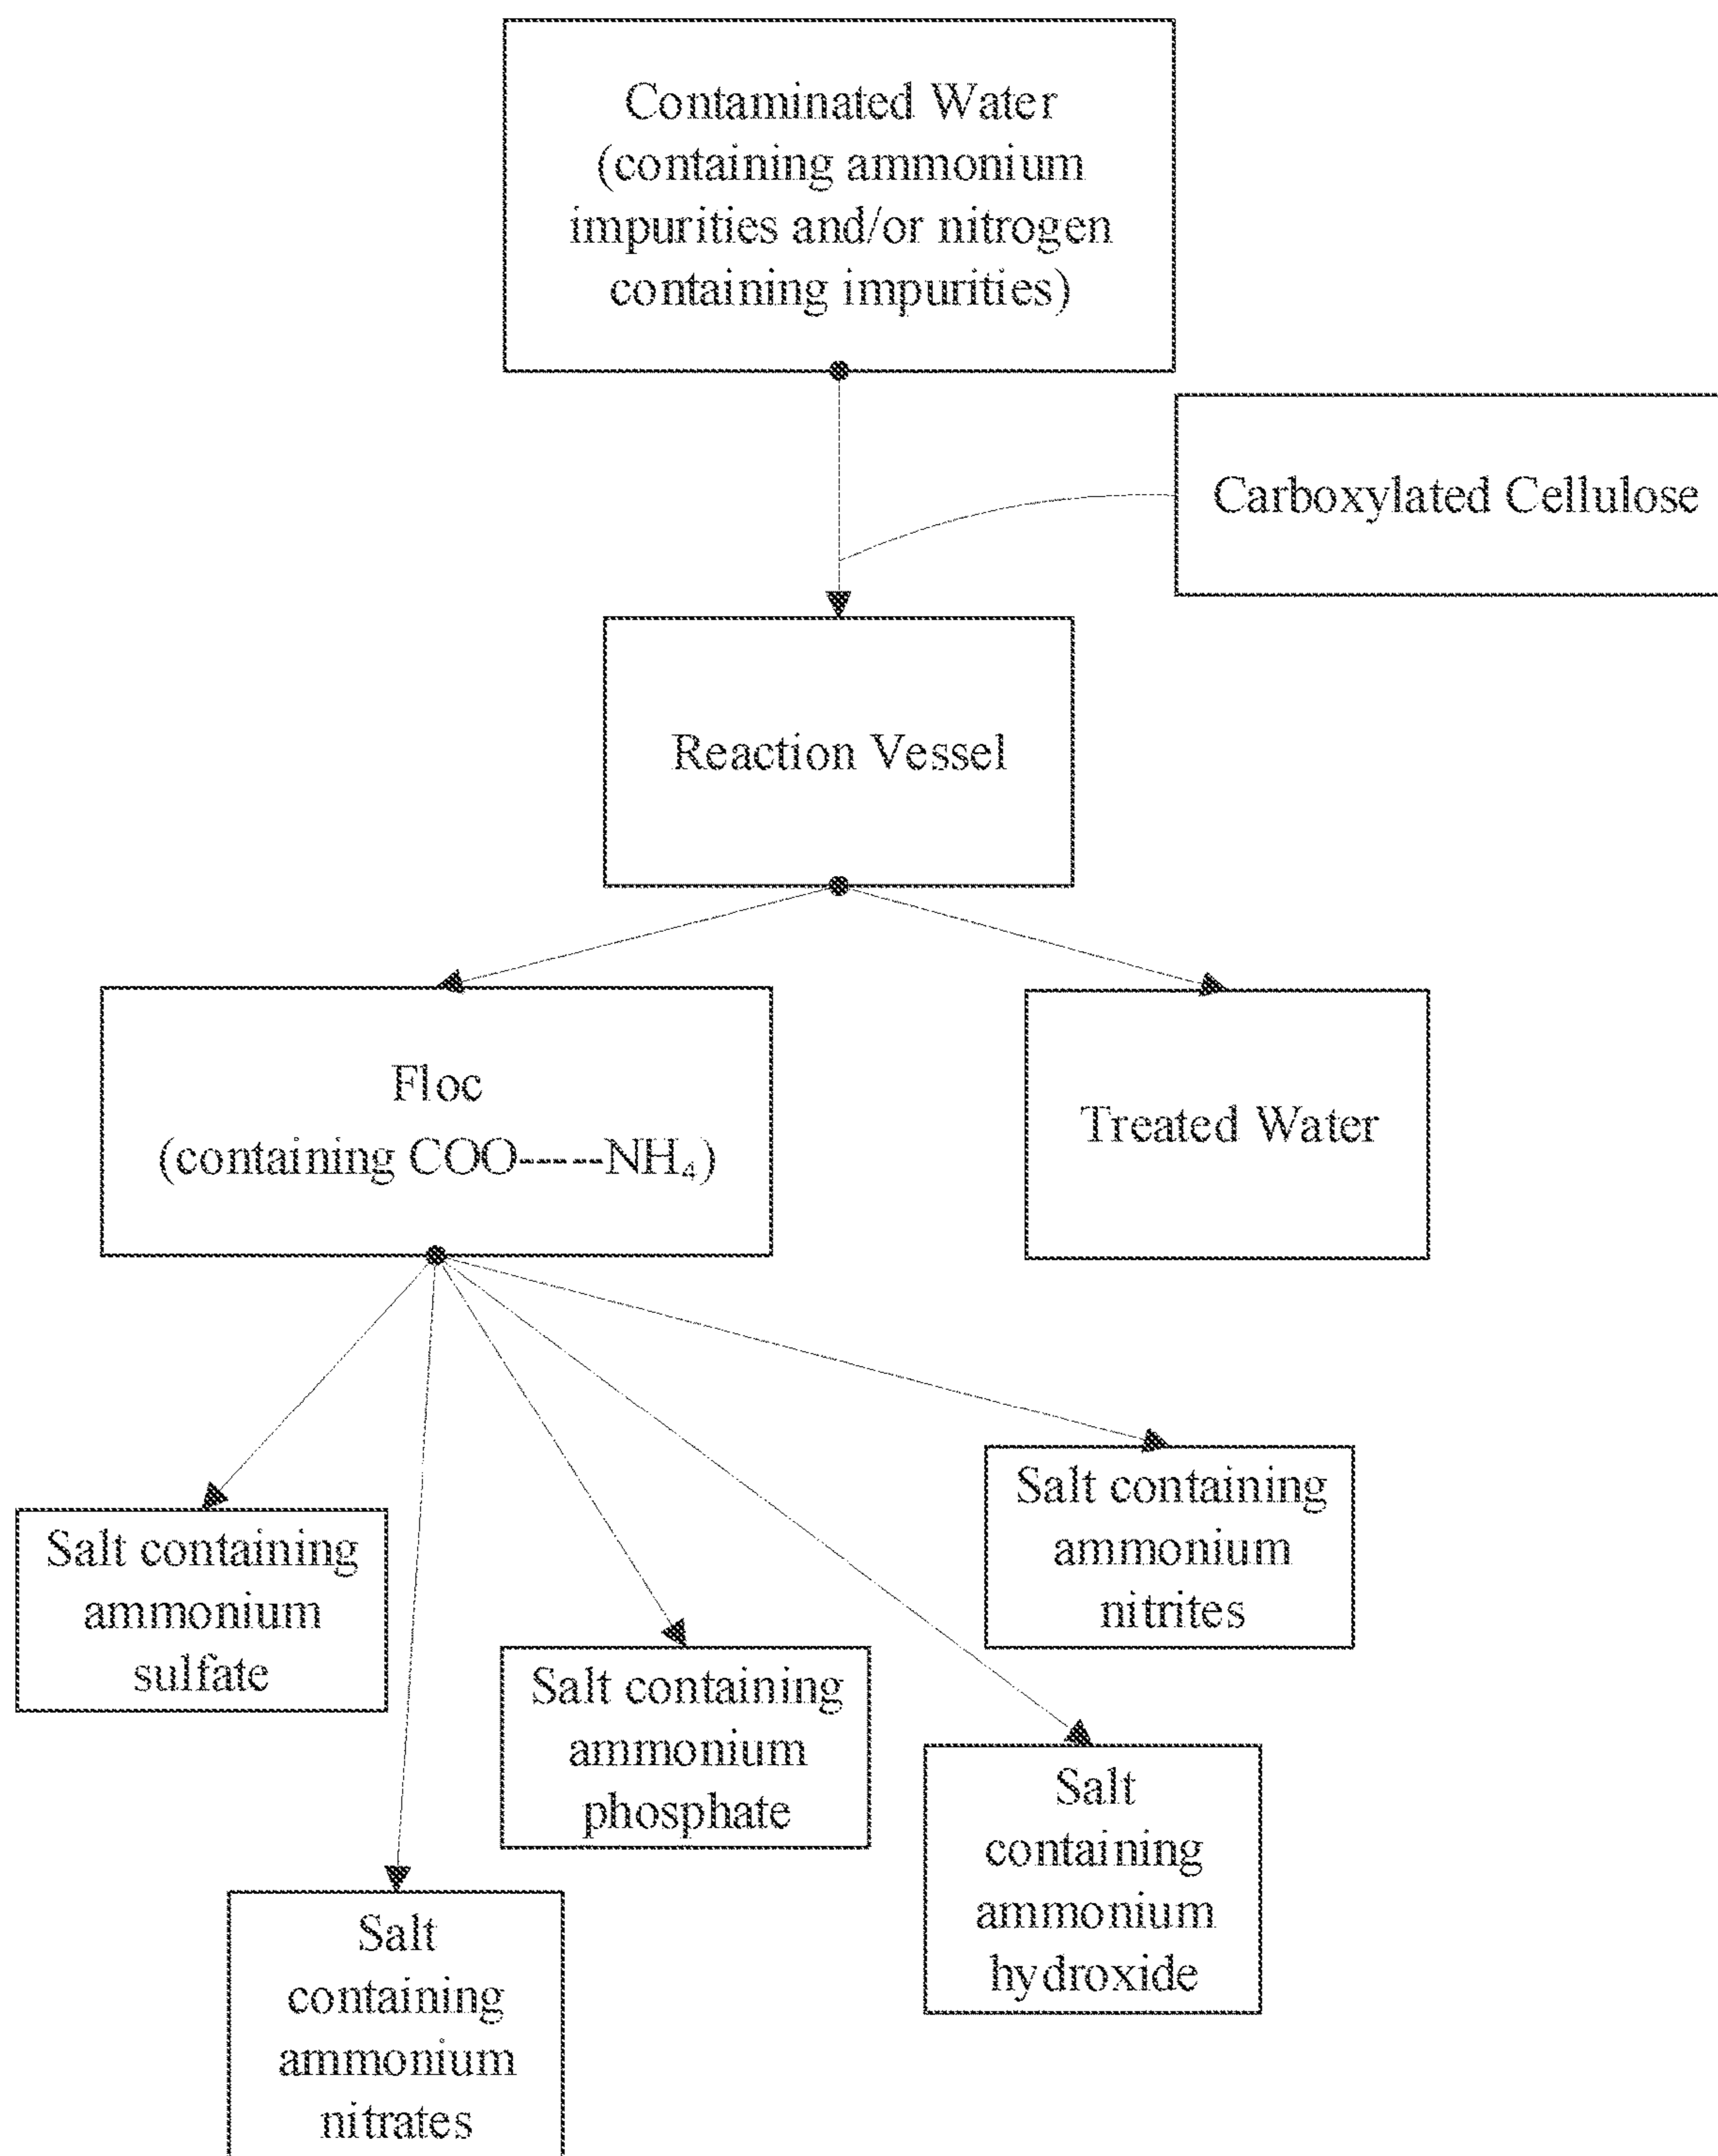 Contaminated Water
(containing ammonium
impurities and/or nitrogen
containing impurities)
Carboxylated Cellulose
Reaction Vessel
Floc
(containing COO-----NH₄)
Treated Water
Salt containing
ammonium
nitrites
Salt containing
ammonium
sulfate
Salt containing
ammonium
phosphate
Salt
containing
ammonium
hydroxide
Salt
containing
ammonium
nitrates